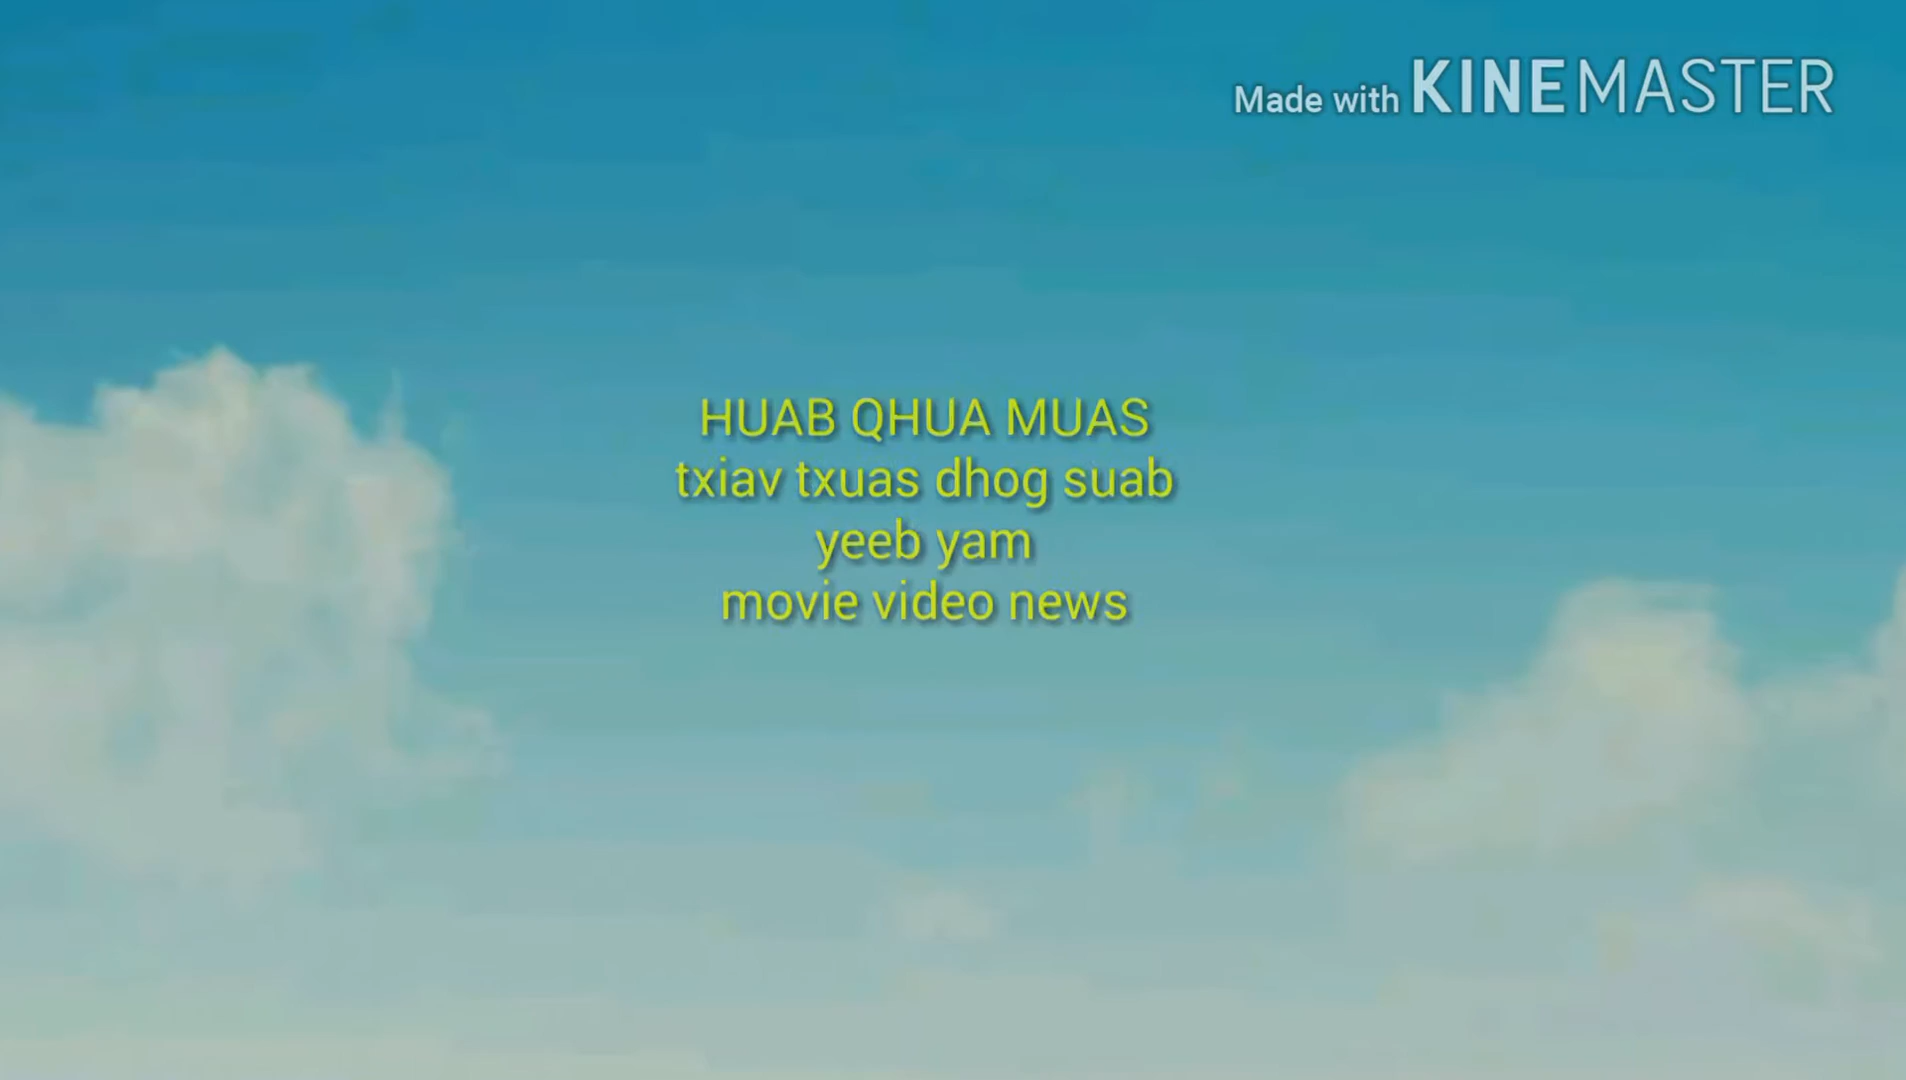 Made with KINEMASTER
HUAB QHUA MUAS
txiav txuas dhog suab
yeeb yam
movie video news